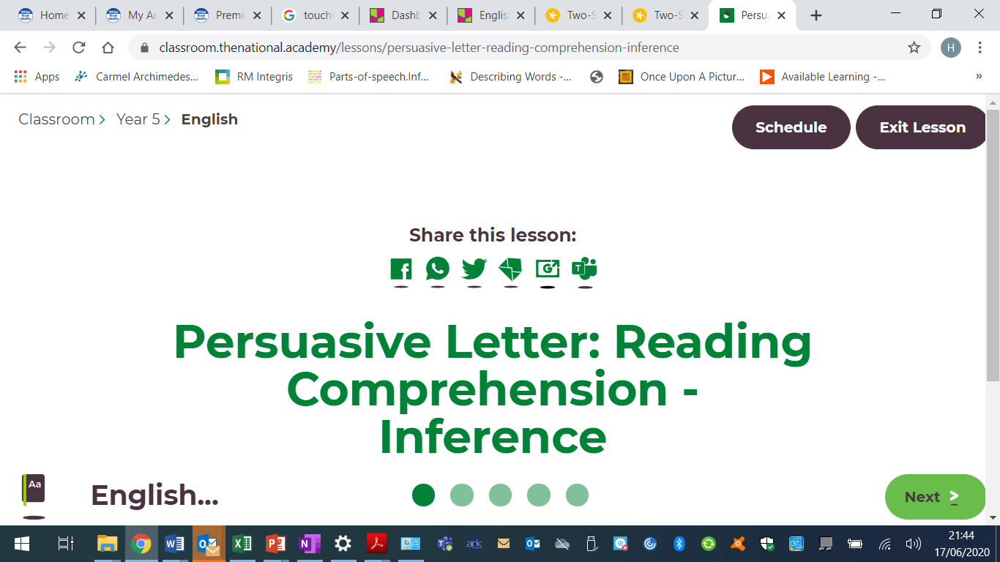 Home
My Ac
Premi
touch
Dashb
Englis
Two-S
Two-S
Persu
classroom.thenational.academy/lessons/persuasive-letter-reading-comprehension-inference
H
Apps
Carmel Archimedes...
RM Integris
Parts-of-speech.Inf...
Describing Words -...
Once Upon A Pictur...
Available Learning -...
»
Classroom > Year 5 > English
Schedule
Exit Lesson
Share this lesson:
Persuasive Letter: Reading
Comprehension -
Inference
Aa
English...
Next >
ark
21:44
17/06/2020